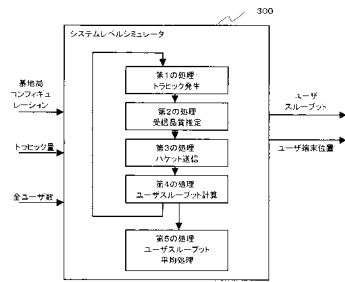 300
システムレベルシミュレータ
基地局
コンフィギュ
レーション
トラヒック量
全ユーザ数
第1の処理・
トラヒック発生
第2の処理
受信品質推定
第3の処理
パケット送信
第4の処理
ユーザスループット計算
第5の処理
ユーザスループット
平均処理
ユーザ
スループット
ユーザ端末位置